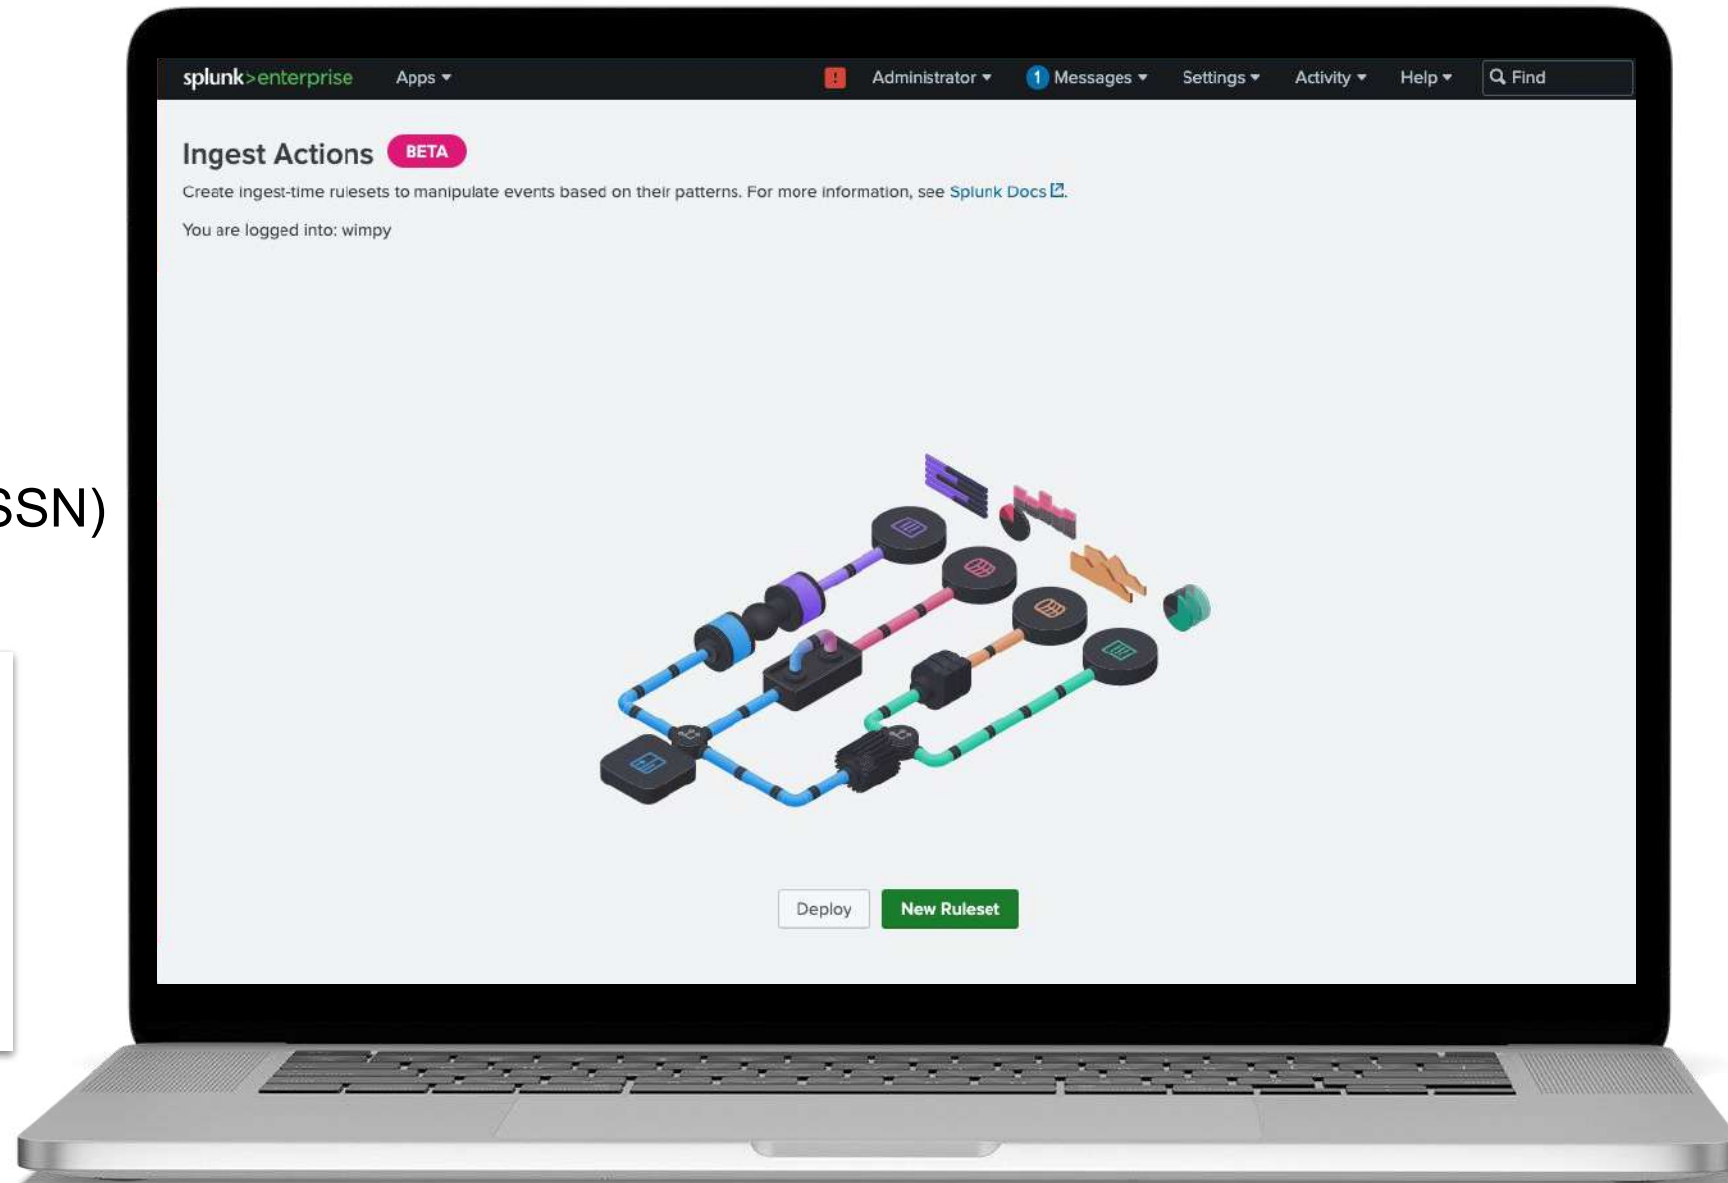 splunk>enterprise Apps Administrator 1 Messages Settings Activity Help Find
Ingest Actions BETA
Create ingest-time rulesets to manipulate events based on their patterns. For more information, see Splunk Docs.
You are logged into: wimpy
SSN)
Deploy New Ruleset